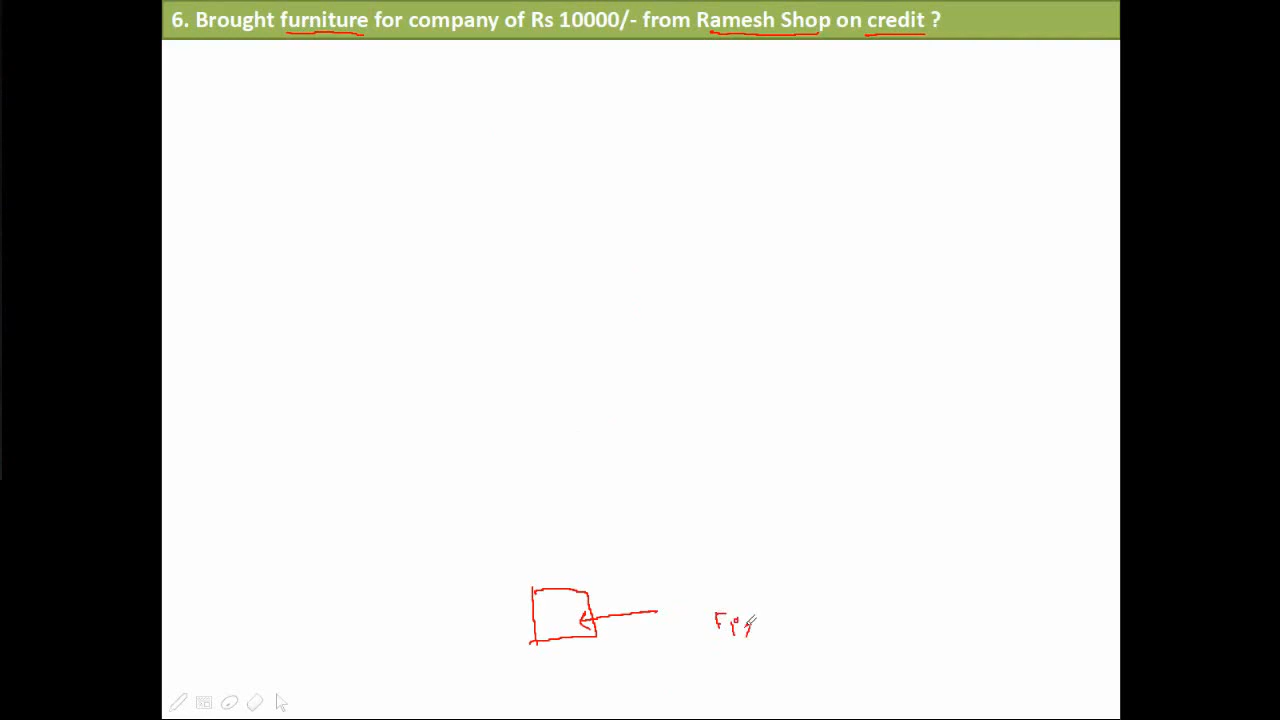 6. Brought furniture for company of Rs 10000/- from Ramesh Shop on credit ?